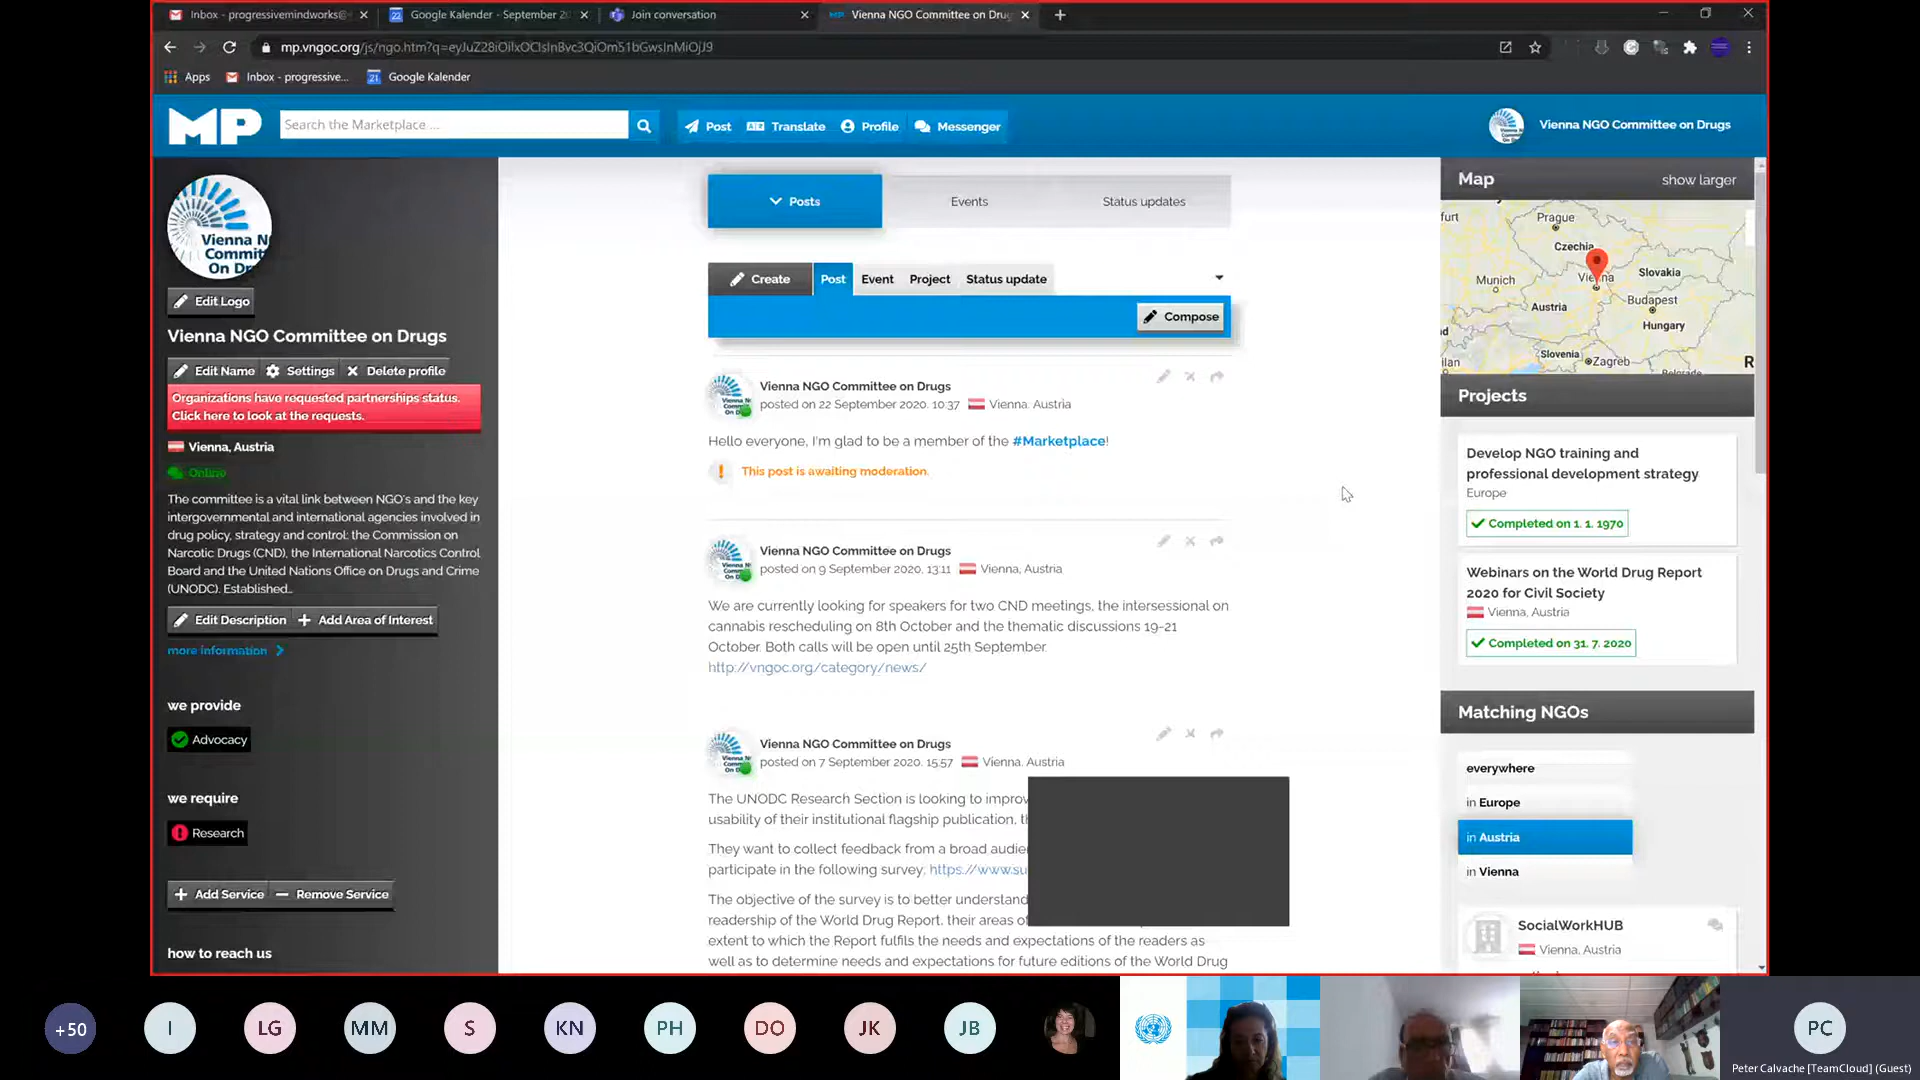 Inbox - progressivemindworks@
Google Kalender - September 2
Join conversation
Vienna NGO Committee on Drug
mp.vngoc.org/js/ngo.htm?q=
Apps
Inbox - progressive...
Google Kalender
MP
Search the Marketplace ...
Post
Translate
Profile
Messenger
Vienna NGO Committee on Drugs
Vienna N
Commit
On Dr
Edit Logo
Vienna NGO Committee on Drugs
Edit Name
Settings
Delete profile
Organizations have requested partnerships status.
Click here to look at the requests.
Vienna, Austria
Online
The committee is a vital link between NGO's and the key
intergovernmental and international agencies involved in
drug policy, strategy and control: the Commission on
Narcotic Drugs (CND), the International Narcotics Control
Board and the United Nations Office on Drugs and Crime
(UNODC). Established...
Edit Description
Add Area of Interest
more information
we provide
Advocacy
we require
Research
Add Service
Remove Service
how to reach us
Posts
Events
Status updates
Create
Post
Event
Project
Status update
Compose
Vienna NGO Committee on Drugs
posted on 22 September 2020, 10:37 Vienna, Austria
Hello everyone, I'm glad to be a member of the #Marketplace!
This post is awaiting moderation.
Vienna NGO Committee on Drugs
posted on 9 September 2020, 13:11 Vienna, Austria
We are currently looking for speakers for two CND meetings, the intersessional on
cannabis rescheduling on 8th October and the thematic discussions 19-21
October. Both calls will be open until 25th September.
http://vngoc.org/category/news/
Vienna NGO Committee on Drugs
posted on 7 September 2020, 15:57 Vienna, Austria
The UNODC Research Section is looking to improv
usability of their institutional flagship publication, t
They want to collect feedback from a broad audie
participate in the following survey: https://www.su
The objective of the survey is to better understand
readership of the World Drug Report, their areas o
extent to which the Report fulfils the needs and expectations of the readers as
well as to determine needs and expectations for future editions of the World Drug
Map
show larger
furt
Prague
Czechia
Munich
Vienna
Slovakia
Austria
Budapest
Hungary
Slovenia
Zagreb
ilan
Belgrade
R
Projects
Develop NGO training and
professional development strategy
Europe
Completed on 1. 1. 1970
Webinars on the World Drug Report
2020 for Civil Society
Vienna, Austria
Completed on 31. 7. 2020
Matching NGOs
everywhere
in Europe
in Austria
in Vienna
SocialWorkHUB
Vienna, Austria
+50
I
LG
MM
S
KN
PH
DO
JK
JB
PC
Peter Calvache [TeamCloud] (Guest)